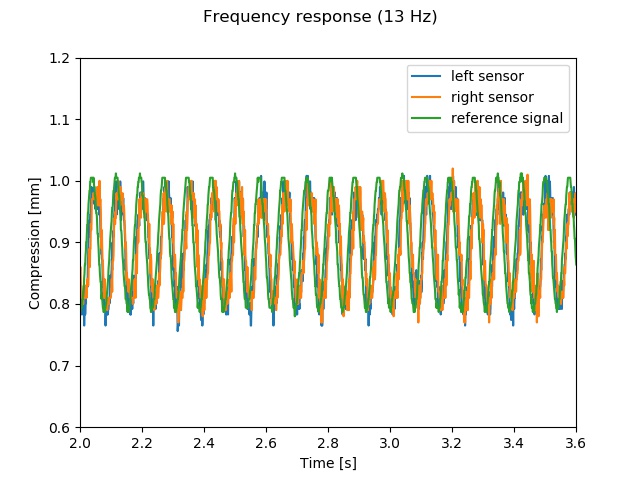 Frequency response (13 Hz)
left sensor
right sensor
reference signal
1.2
1.1
1.0
0.9
0.8
0.7
0.6
Compression [mm]
2.0 2.2 2.4 2.6 2.8 3.0 3.2 3.4 3.6
Time [s]